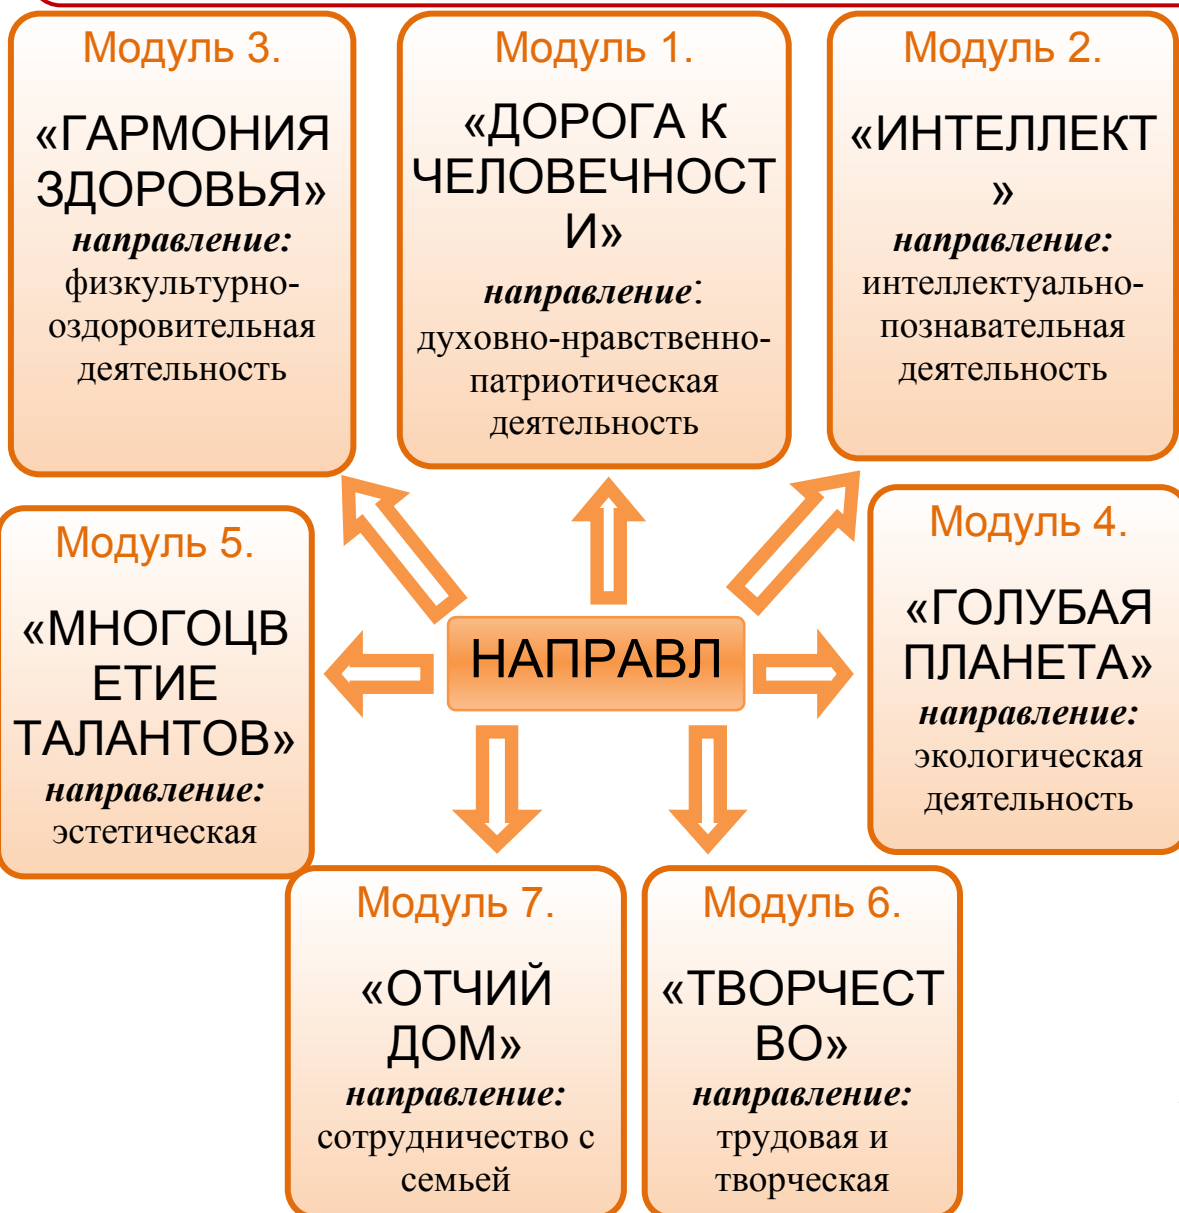 Модуль 3.
«ГАРМОНИЯ
ЗДОРОВЬЯ»
направление:
физкультурно-
оздоровительная
деятельность
Модуль 1.
«ДОРОГА К
ЧЕЛОВЕЧНОСТ
И»
направление:
духовно-нравственно-
патриотическая
деятельность
Модуль 2.
«ИНТЕЛЛЕКТ
»
направление:
интеллектуально-
познавательная
деятельность
Модуль 5.
«МНОГОЦВ
ЕТИЕ
ТАЛАНТОВ»
направление:
эстетическая
НАПРАВЛ
Модуль 4.
«ГОЛУБАЯ
ПЛАНЕТА»
направление:
экологическая
деятельность
Модуль 7.
«ОТЧИЙ
ДОМ»
направление:
сотрудничество с
семьей
Модуль 6.
«ТВОРЧЕСТ
ВО»
направление:
трудовая и
творческая